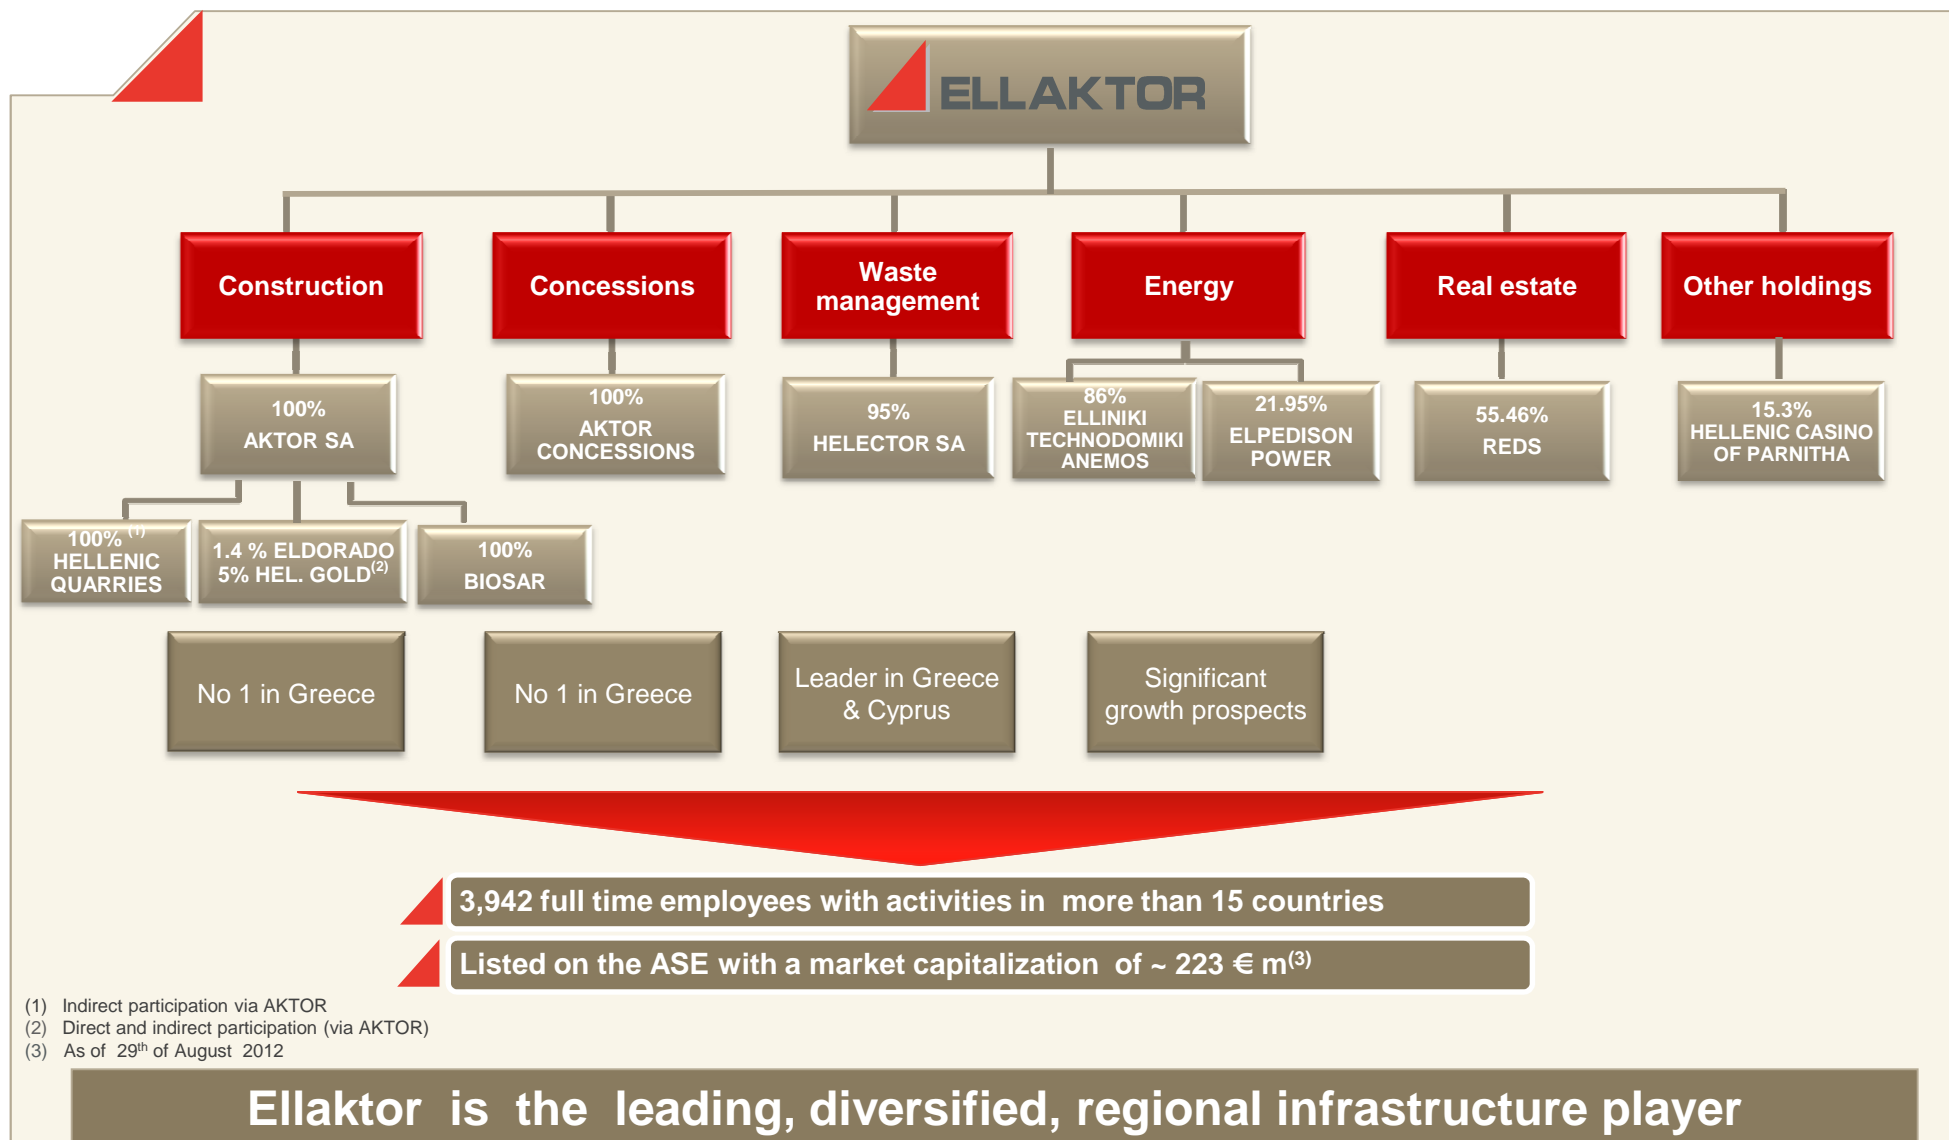 ELLAKTOR
Construction
Concessions
Waste
management
Energy
Real estate
Other holdings
100%
AKTOR SA
100%
AKTOR
CONCESSIONS
95%
HELECTOR SA
86%
ELLINIKI
TECHNODOMIKI
ANEMOS
21.95%
ELPEDISON
POWER
55.46%
REDS
15.3%
HELLENIC CASINO
OF PARNITHA
100% (1)
HELLENIC
QUARRIES
1.4 % ELDORADO
5% HEL. GOLD(2)
100%
BIOSAR
No 1 in Greece
No 1 in Greece
Leader in Greece
& Cyprus
Significant
growth prospects
3,942 full time employees with activities in more than 15 countries
Listed on the ASE with a market capitalization of ~ 223 € m(3)
(1) Indirect participation via AKTOR
(2) Direct and indirect participation (via AKTOR)
(3) As of 29th of August 2012
Ellaktor is the leading, diversified, regional infrastructure player